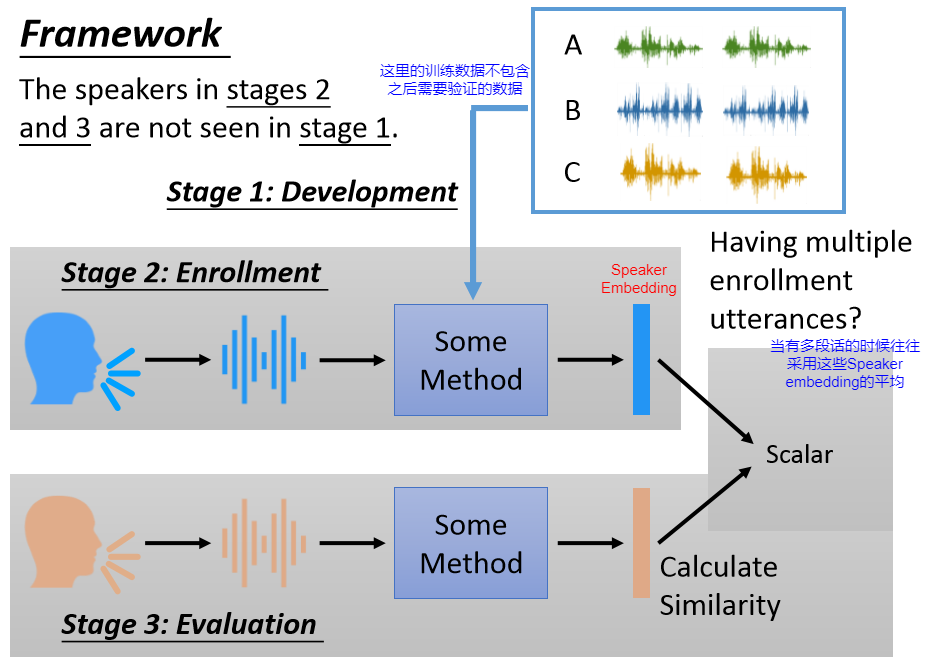 Framework
The speakers in stages 2
and 3 are not seen in stage 1.
这里的训练数据不包含
之后需要验证的数据
A
B
C
Stage 1: Development
Stage 2: Enrollment
Some
Method
Speaker
Embedding
Having multiple
enrollment
utterances?
当有多段话的时候往往
采用这些Speaker
embedding的平均
Scalar
Some
Method
Calculate
Similarity
Stage 3: Evaluation